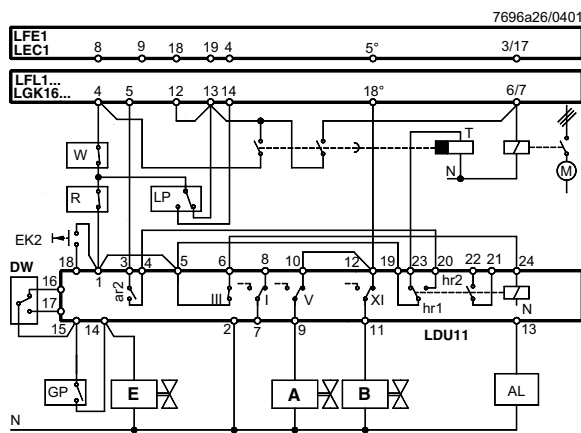 7696a26/0401
LFE1
LEC1
8 9 18 19 4 5° 3/17
LFL1...
LGK16...
4 5 12 13 14 18° 6/7
W
T
N
M
R
LP
EK2
DW
18 1 3 4 5 6 8 10 12 19 23 20 22 21 24
16
17
ar2
III
I
V
XI
hr1
hr2
N
LDU11
15 14 2 7 9 11 13
GP
E
A
B
AL
N